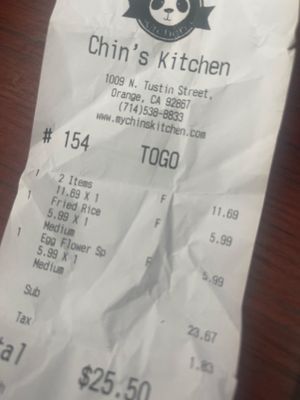 Kitchen
Chin's Kitchen
1009 N. Tustin Street,
Orange, CA 92867
(714)538-8833
www.mychinskitchen.com
# 154 TOGO
1 2 Items F 11.69
11.69 X 1
1 Fried Rice F 5.99
5.99 X 1
Medium
1 Egg Flower Sp F 5.99
5.99 X 1
Medium
Sub 23.67
Tax 1.83
tal $25.50